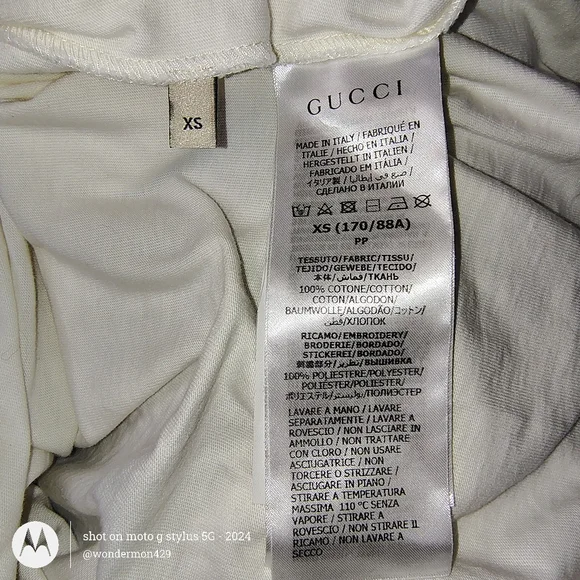 GUCCI
XS
MADE IN ITALY / FABRIQUÉ EN
ITALIE / HECHO EN ITALIA /
HERGESTELLT IN ITALIEN /
FABRICADO EM ITÁLIA /
イタリア製 / صنع في إيطاليا /
СДЕЛАНО В ИТАЛИИ
XS (170/88A)
PP
TESSUTO/FABRIC/TISSU/
TEJIDO/GEWEBE/TECIDO/
本体/قماش/ТКАНЬ
100% COTONE/COTTON/
COTON/ALGODON/
BAUMWOLLE/ALGODÃO/コットン/
قطن/ХЛОПОК
RICAMO/EMBROIDERY/
BRODERIE/BORDADO/
STICKEREI/BORDADO/
刺繍部分/تطريز/ВЫШИВКА
100% POLIESTERE/POLYESTER/
POLIÉSTER/POLIESTER/
ポリエステル/بوليستر/ПОЛИЭСТЕР
LAVARE A MANO / LAVARE
SEPARATAMENTE / LAVARE A
ROVESCIO / NON LASCIARE IN
AMMOLLO / NON TRATTARE
CON CLORO / NON USARE
ASCIUGATRICE / NON
TORCERE O STRIZZARE /
ASCIUGARE IN PIANO /
STIRARE A TEMPERATURA
MASSIMA 110 °C SENZA
VAPORE / STIRARE A
ROVESCIO / NON STIRARE IL
RICAMO / NON LAVARE A
SECCO
shot on moto g stylus 5G - 2024
@wondermon429